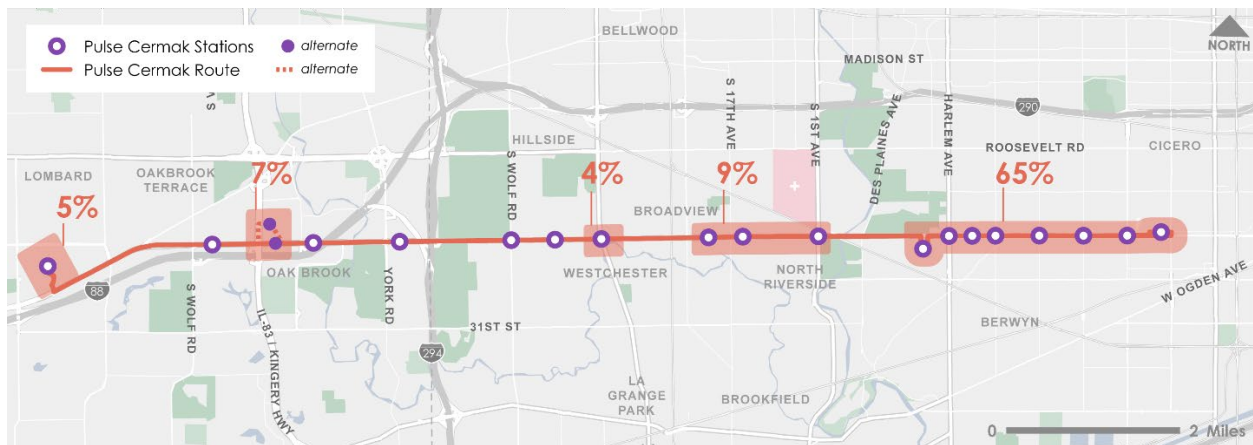 Pulse Cermak Stations
alternate
Pulse Cermak Route
alternate
NORTH
BELLWOOD
MADISON ST
290
S 17TH AVE
S 1ST AVE
DES PLAINES AVE
HARLEM AVE
ROOSEVELT RD
CICERO
HILLSIDE
S WOLF RD
LOMBARD
OAKBROOK
TERRACE
5%
7%
4%
9%
65%
BROADVIEW
OAK BROOK
YORK RD
WESTCHESTER
NORTH
RIVERSIDE
88
S WOLF RD
IL-83 / KINGERY HWY
31ST ST
294
W OGDEN AVE
BERWYN
LA
GRANGE
PARK
BROOKFIELD
0
2 Miles